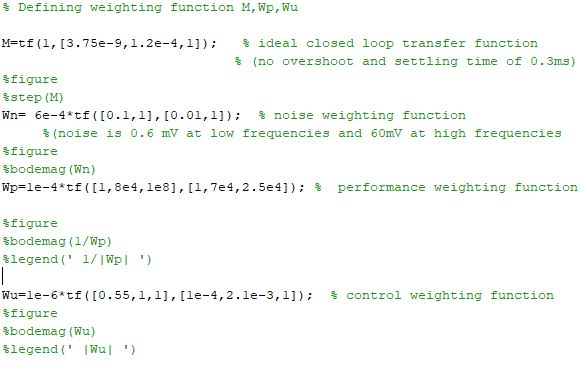 % Defining weighting function M,Wp,Wu
M=tf(1,[3.75e-9,1.2e-4,1]); % ideal closed loop transfer function
% (no overshoot and settling time of 0.3ms)
%figure
%step(M)
Wn= 6e-4*tf([0.1,1],[0.01,1]); % noise weighting function
%(noise is 0.6 mV at low frequencies and 60mV at high frequencies
%figure
%bodemag(Wn)
Wp=1e-4*tf([1,8e4,1e8],[1,7e4,2.5e4]); % performance weighting function
%figure
%bodemag(1/Wp)
%legend(' 1/|Wp| ')
Wu=1e-6*tf([0.55,1,1],[1e-4,2.1e-3,1]); % control weighting function
%figure
%bodemag(Wu)
%legend(' |Wu| ')